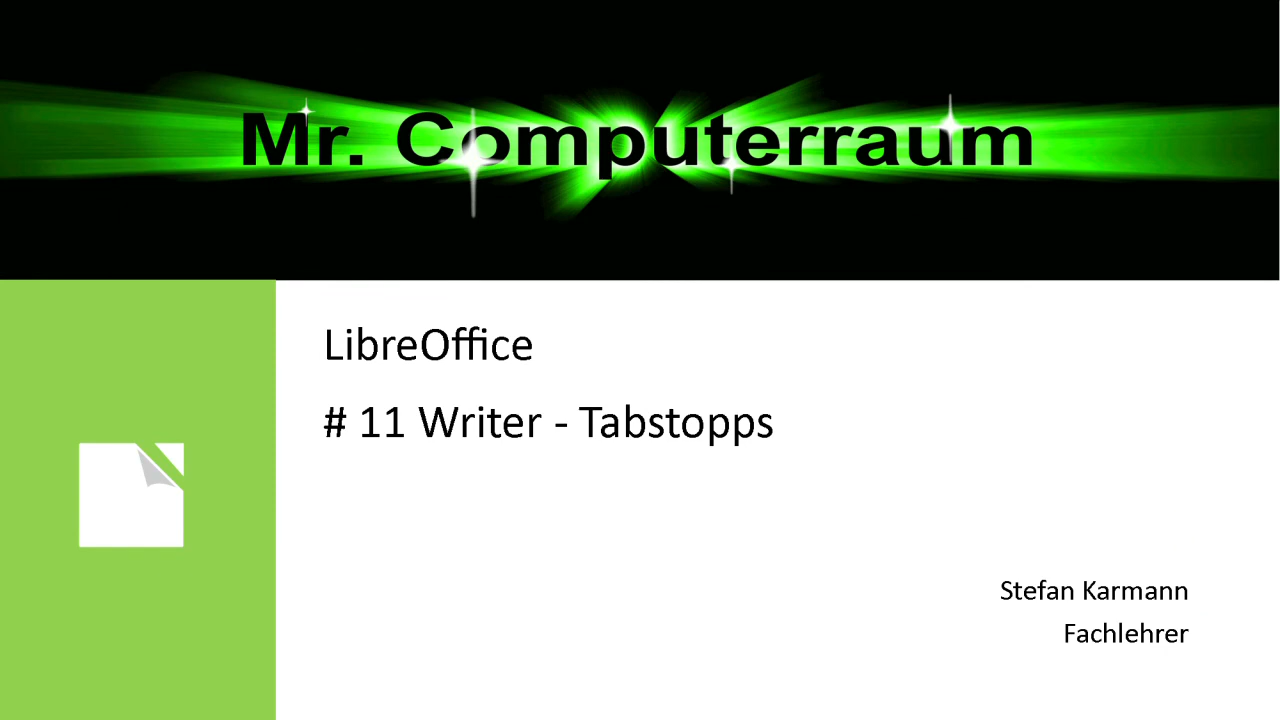 Mr. Computerraum
LibreOffice
# 11 Writer - Tabstopps
Stefan Karmann
Fachlehrer